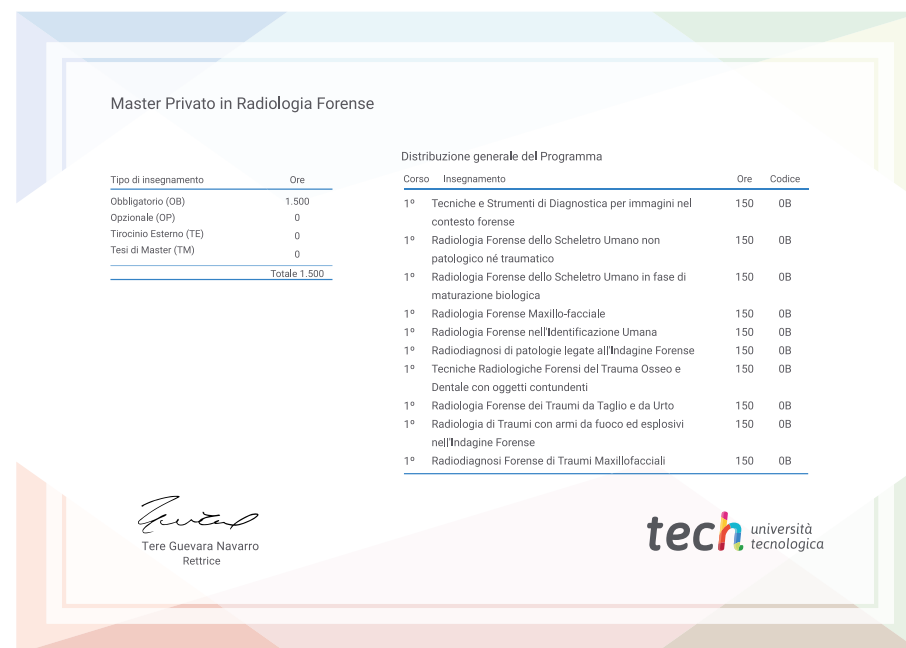 Master Privato in Radiologia Forense
Tipo di insegnamento Ore
Obbligatorio (OB) 1.500
Opzionale (OP) 0
Tirocinio Esterno (TE) 0
Tesi di Master (TM) 0
Totale 1.500
Distribuzione generale del Programma
Corso Insegnamento Ore Codice
1º Tecniche e Strumenti di Diagnostica per immagini nel 150 0B
contesto forense
1º Radiologia Forense dello Scheletro Umano non 150 0B
patologico né traumatico
1º Radiologia Forense dello Scheletro Umano in fase di 150 0B
maturazione biologica
1º Radiologia Forense Maxillo-facciale 150 0B
1º Radiologia Forense nell'Identificazione Umana 150 0B
1º Radiodiagnosi di patologie legate all'Indagine Forense 150 0B
1º Tecniche Radiologiche Forensi del Trauma Osseo e 150 0B
Dentale con oggetti contundenti
1º Radiologia Forense dei Traumi da Taglio e da Urto 150 0B
1º Radiologia di Traumi con armi da fuoco ed esplosivi 150 0B
nell'Indagine Forense
1º Radiodiagnosi Forense di Traumi Maxillofacciali 150 0B
Tere Guevara Navarro
Rettrice
tech università
tecnologica